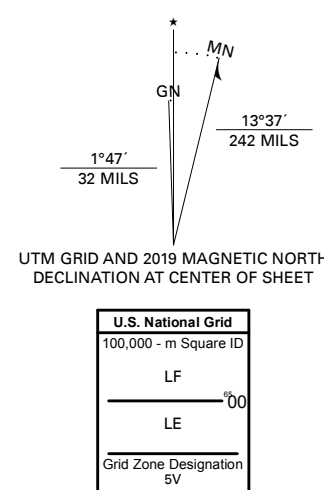 ★
MN
GN
13°37´
242 MILS
1°47´
32 MILS
UTM GRID AND 2019 MAGNETIC NORTH
DECLINATION AT CENTER OF SHEET
U.S. National Grid
100,000 - m Square ID
LF
⁶⁵00
LE
Grid Zone Designation
5V